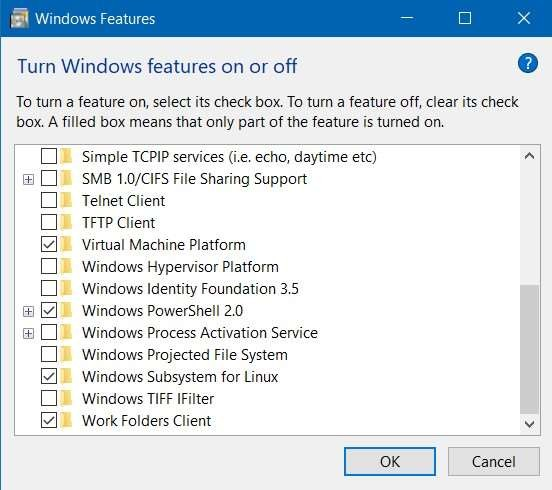 Windows Features
Turn Windows features on or off
?
To turn a feature on, select its check box. To turn a feature off, clear its check
box. A filled box means that only part of the feature is turned on.
Simple TCPIP services (i.e. echo, daytime etc)
SMB 1.0/CIFS File Sharing Support
Telnet Client
TFTP Client
Virtual Machine Platform
Windows Hypervisor Platform
Windows Identity Foundation 3.5
Windows PowerShell 2.0
Windows Process Activation Service
Windows Projected File System
Windows Subsystem for Linux
Windows TIFF IFilter
Work Folders Client
OK Cancel